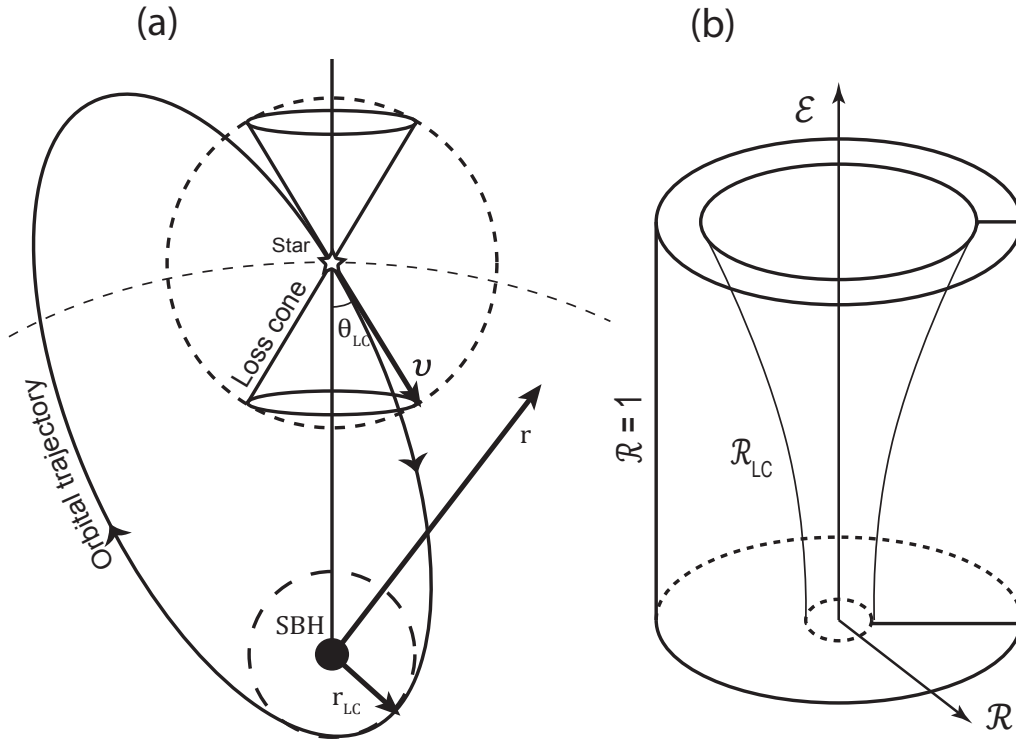 (a)
Star
θLC
Loss cone
υ
r
Orbital trajectory
SBH
rLC
(b)
ℰ
ℛ = 1
ℛLC
ℛ